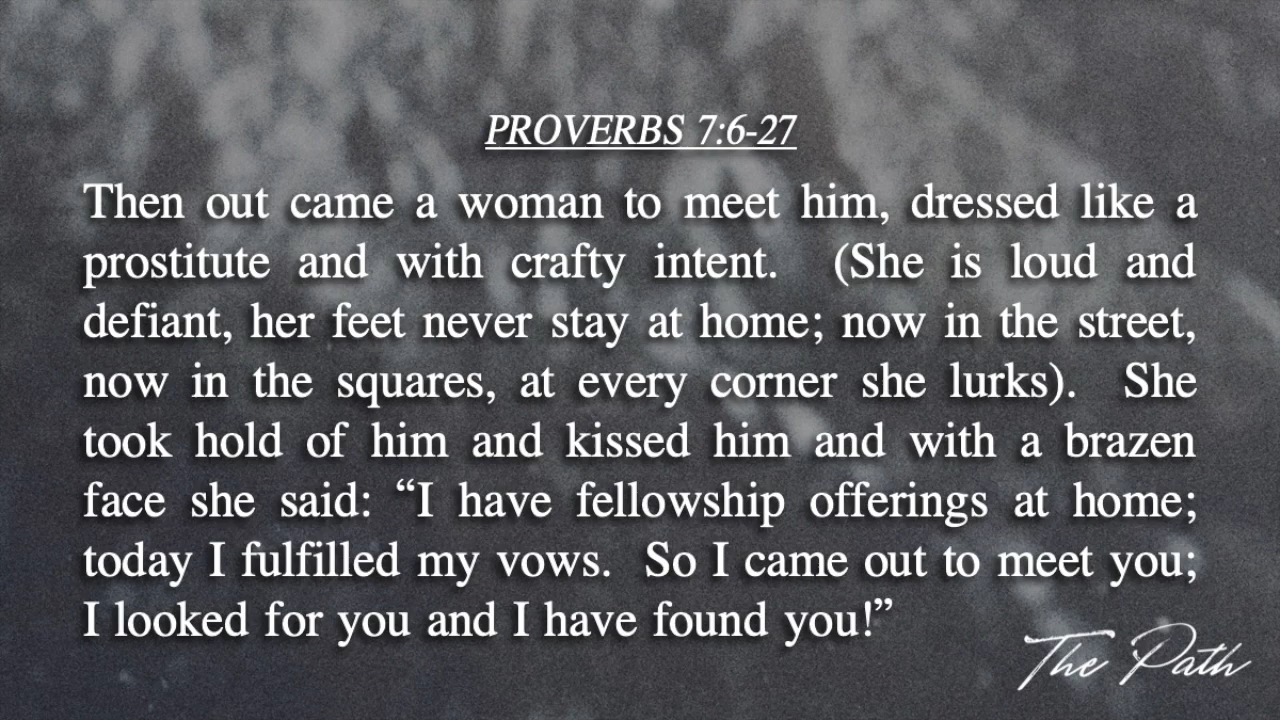 PROVERBS 7:6-27
Then out came a woman to meet him, dressed like a
prostitute and with crafty intent.  (She is loud and
defiant, her feet never stay at home; now in the street,
now in the squares, at every corner she lurks).  She
took hold of him and kissed him and with a brazen
face she said: “I have fellowship offerings at home;
today I fulfilled my vows.  So I came out to meet you;
I looked for you and I have found you!”
The Path